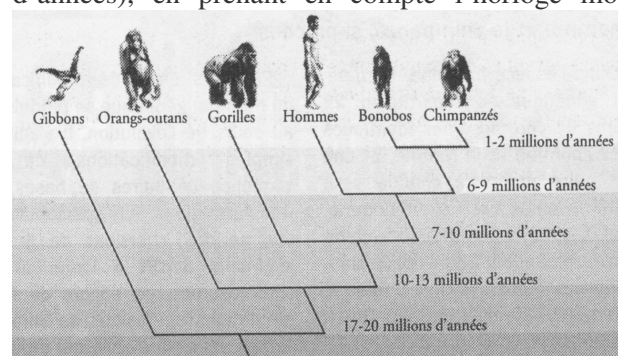 d'années), en prenant en compte l'horloge mo
Gibbons Orangs-outans Gorilles Hommes Bonobos Chimpanzés
1-2 millions d'années
6-9 millions d'années
7-10 millions d'années
10-13 millions d'années
17-20 millions d'années